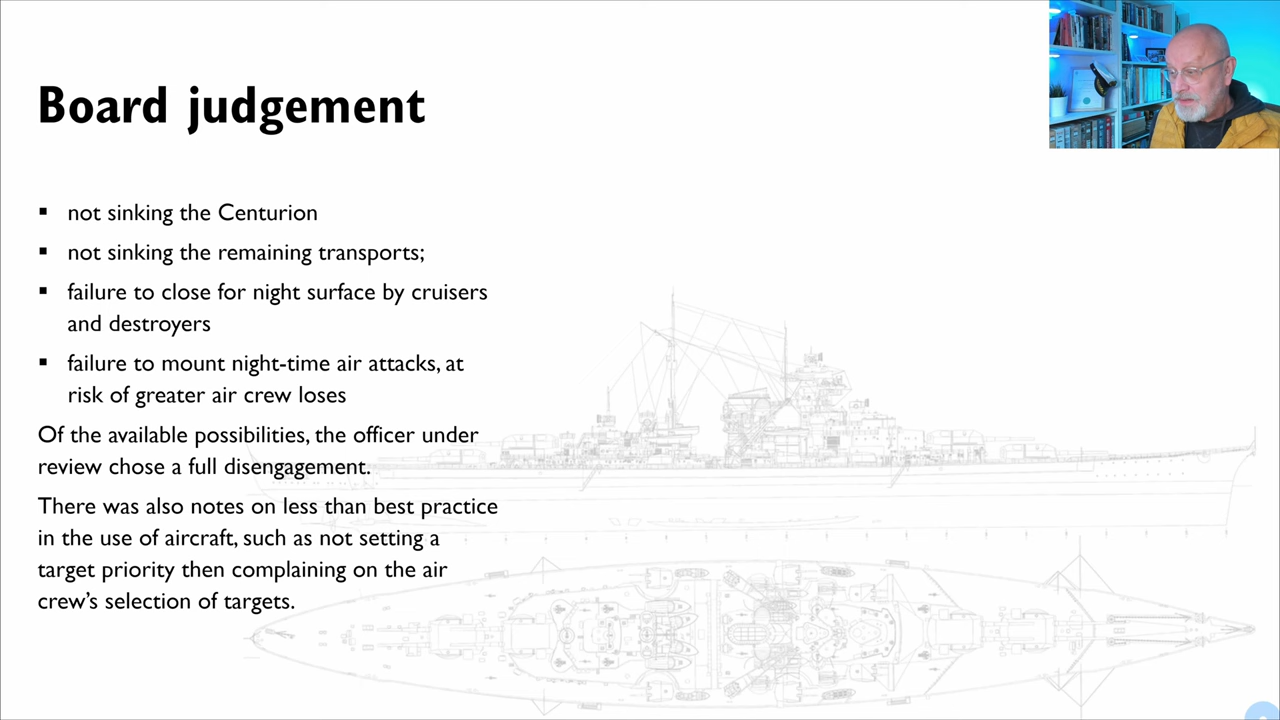 Board judgement
▪ not sinking the Centurion
▪ not sinking the remaining transports;
▪ failure to close for night surface by cruisers
and destroyers
▪ failure to mount night-time air attacks, at
risk of greater air crew loses
Of the available possibilities, the officer under
review chose a full disengagement.
There was also notes on less than best practice
in the use of aircraft, such as not setting a
target priority then complaining on the air
crew’s selection of targets.